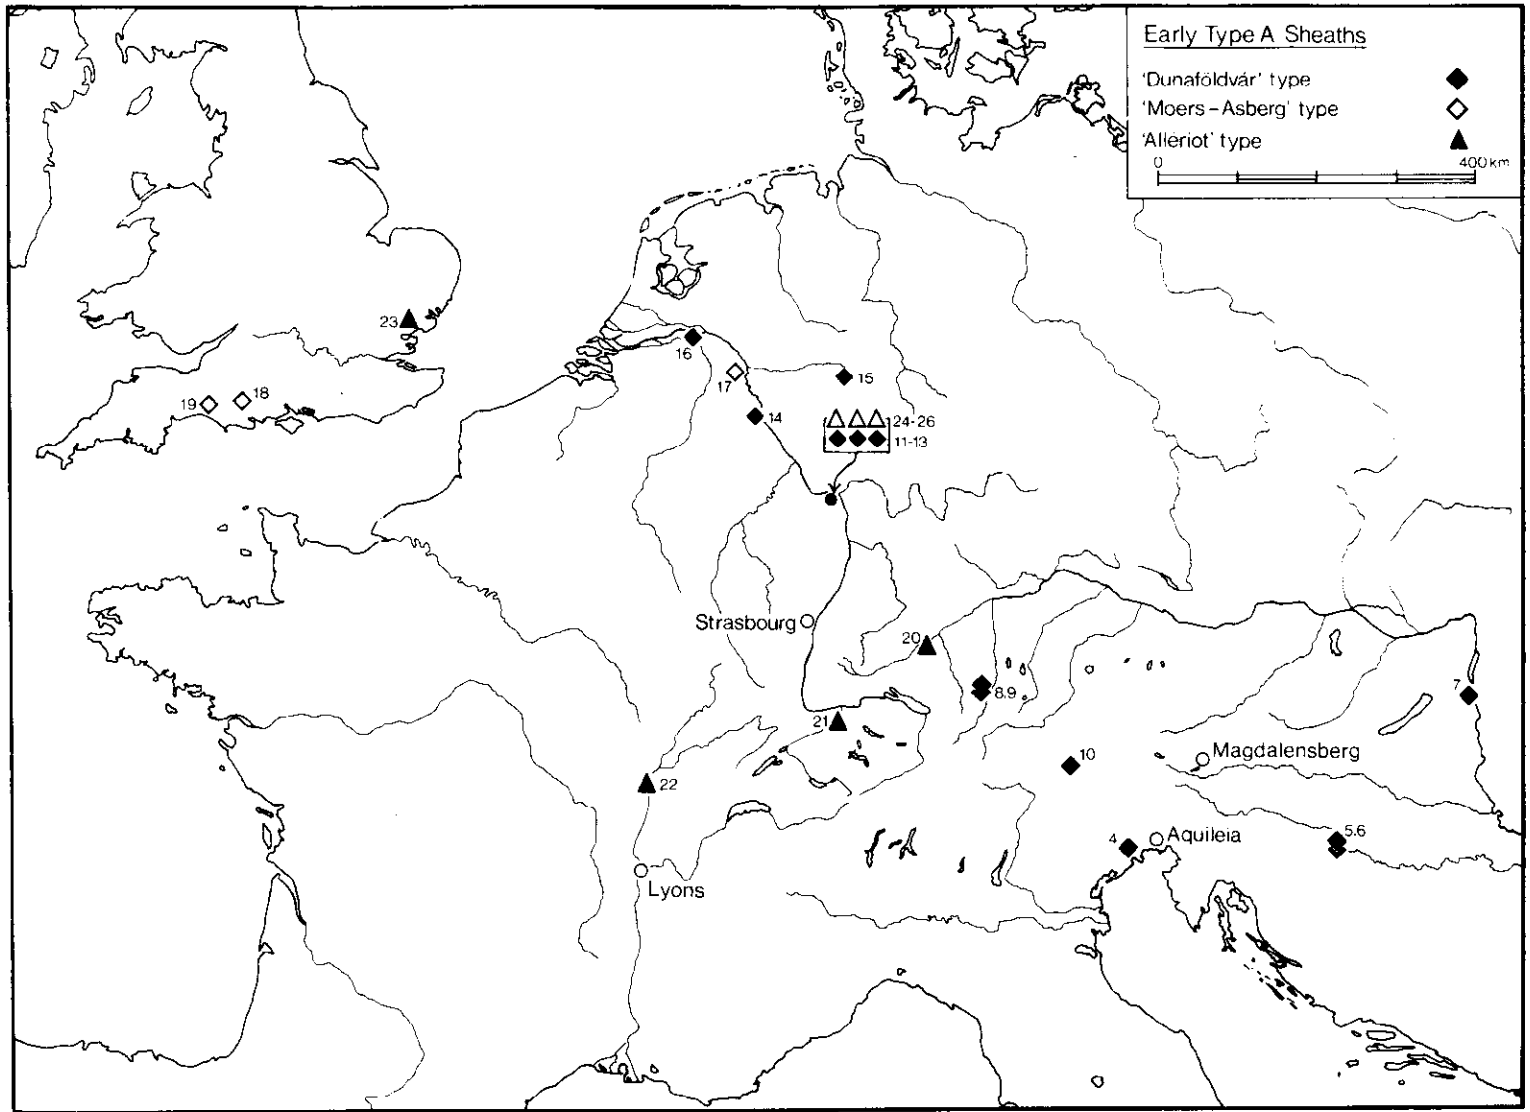 Early Type A Sheaths
'Dunaföldvár' type
'Moers-Asberg' type
'Allériot' type
0 400 km
23
16
19 18
17
15
14
24-26
11-13
Strasbourg
20
8.9
7
21
Magdalensberg
10
22
5.6
4 Aquileia
Lyons